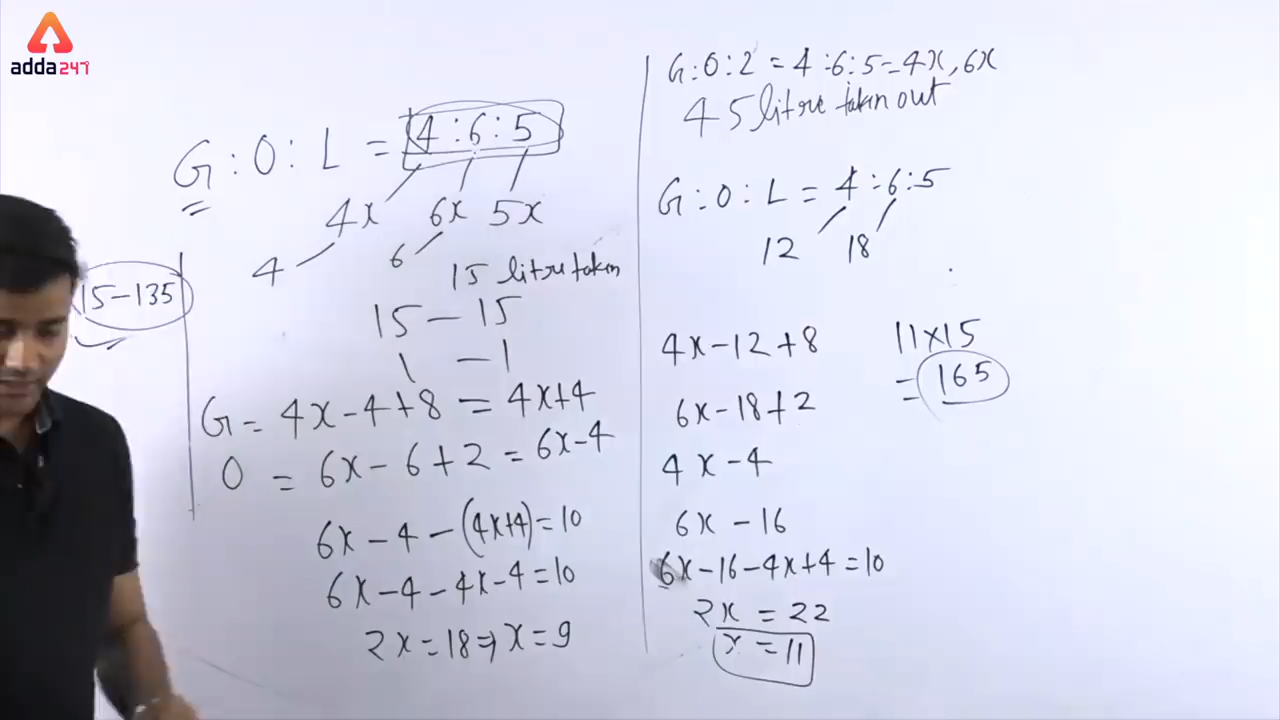 adda247
G : O : L = 4 : 6 : 5
4x 6x 5x
4 6
15 litre taken
15 – 15
1 – 1
G = 4x – 4 + 8 = 4x+4
O = 6x – 6 + 2 = 6x – 4
6x – 4 – (4x+4) = 10
6x – 4 – 4x – 4 = 10
2x = 18 ⇒ x = 9
15 – 135
G : O : 2 = 4 : 6 : 5 = 4x, 6x
45 litre taken out
G : O : L = 4 : 6 : 5
12 18
4x – 12 + 8
6x – 18 + 2
4x – 4
6x – 16
6x – 16 – 4x + 4 = 10
2x = 22
x = 11
11 x 15
= 165